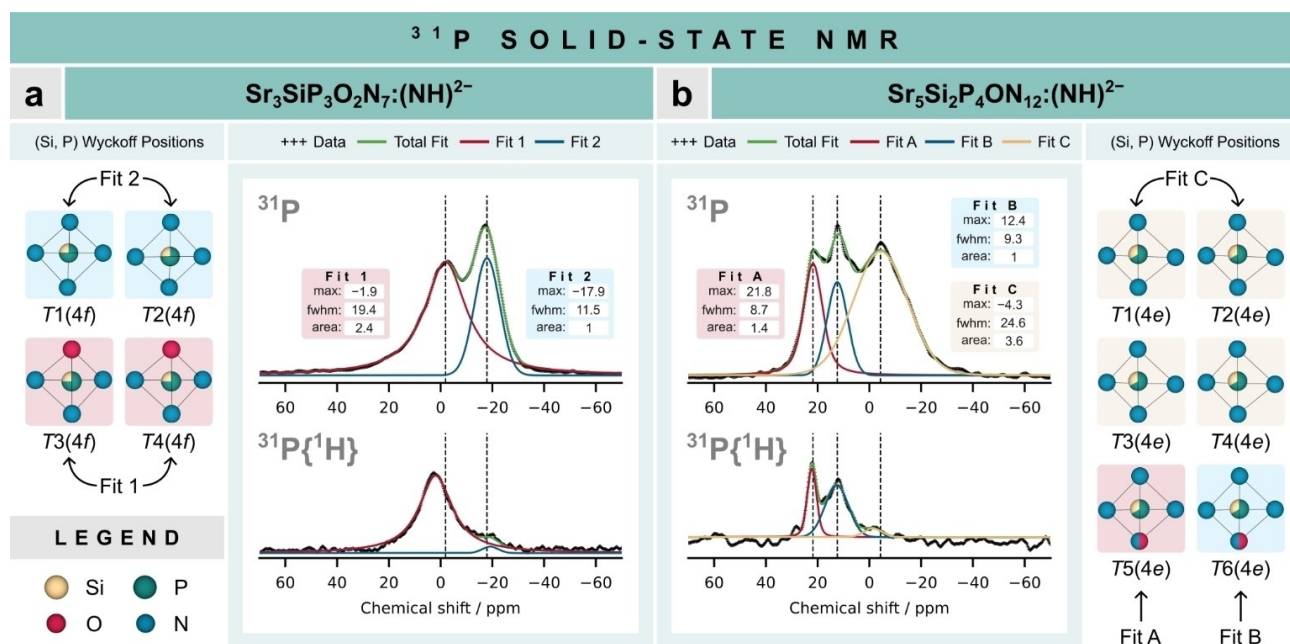 ³¹P SOLID-STATE NMR
a
Sr₃SiP₃O₂N₇:(NH)²⁻
(Si, P) Wyckoff Positions
Fit 2
T1(4f) T2(4f)
T3(4f) T4(4f)
Fit 1
LEGEND
Si P
O N
+++ Data — Total Fit — Fit 1 — Fit 2
³¹P
Fit 1
max: −1.9
fwhm: 19.4
area: 2.4
Fit 2
max: −17.9
fwhm: 11.5
area: 1
60 40 20 0 −20 −40 −60
³¹P{¹H}
60 40 20 0 −20 −40 −60
Chemical shift / ppm
b
Sr₅Si₂P₄ON₁₂:(NH)²⁻
+++ Data — Total Fit — Fit A — Fit B — Fit C
³¹P
Fit A
max: 21.8
fwhm: 8.7
area: 1.4
Fit B
max: 12.4
fwhm: 9.3
area: 1
Fit C
max: −4.3
fwhm: 24.6
area: 3.6
60 40 20 0 −20 −40 −60
³¹P{¹H}
60 40 20 0 −20 −40 −60
Chemical shift / ppm
(Si, P) Wyckoff Positions
Fit C
T1(4e) T2(4e)
T3(4e) T4(4e)
T5(4e) T6(4e)
Fit A Fit B